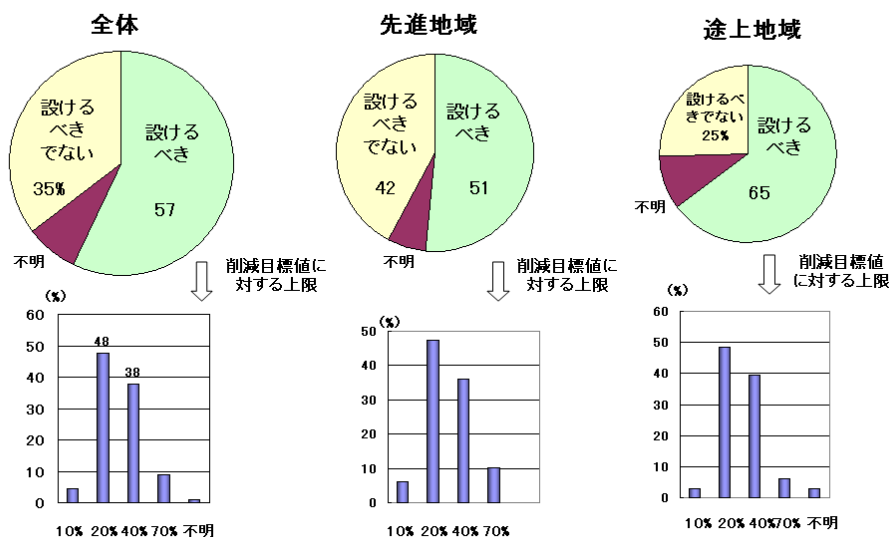 全体
設ける
べき
でない
35%
設ける
べき
57
不明
削減目標値に
対する上限
(%)
60
50
40
30
20
10
0
48
38
10% 20% 40% 70% 不明
先進地域
設ける
べき
でない
42
設ける
べき
51
不明
削減目標値に
対する上限
(%)
50
40
30
20
10
0
10% 20% 40% 70%
途上地域
設けるべ
きでない
25%
設ける
べき
65
不明
削減目標値
に対する上限
(%)
60
50
40
30
20
10
0
10% 20% 40% 70% 不明